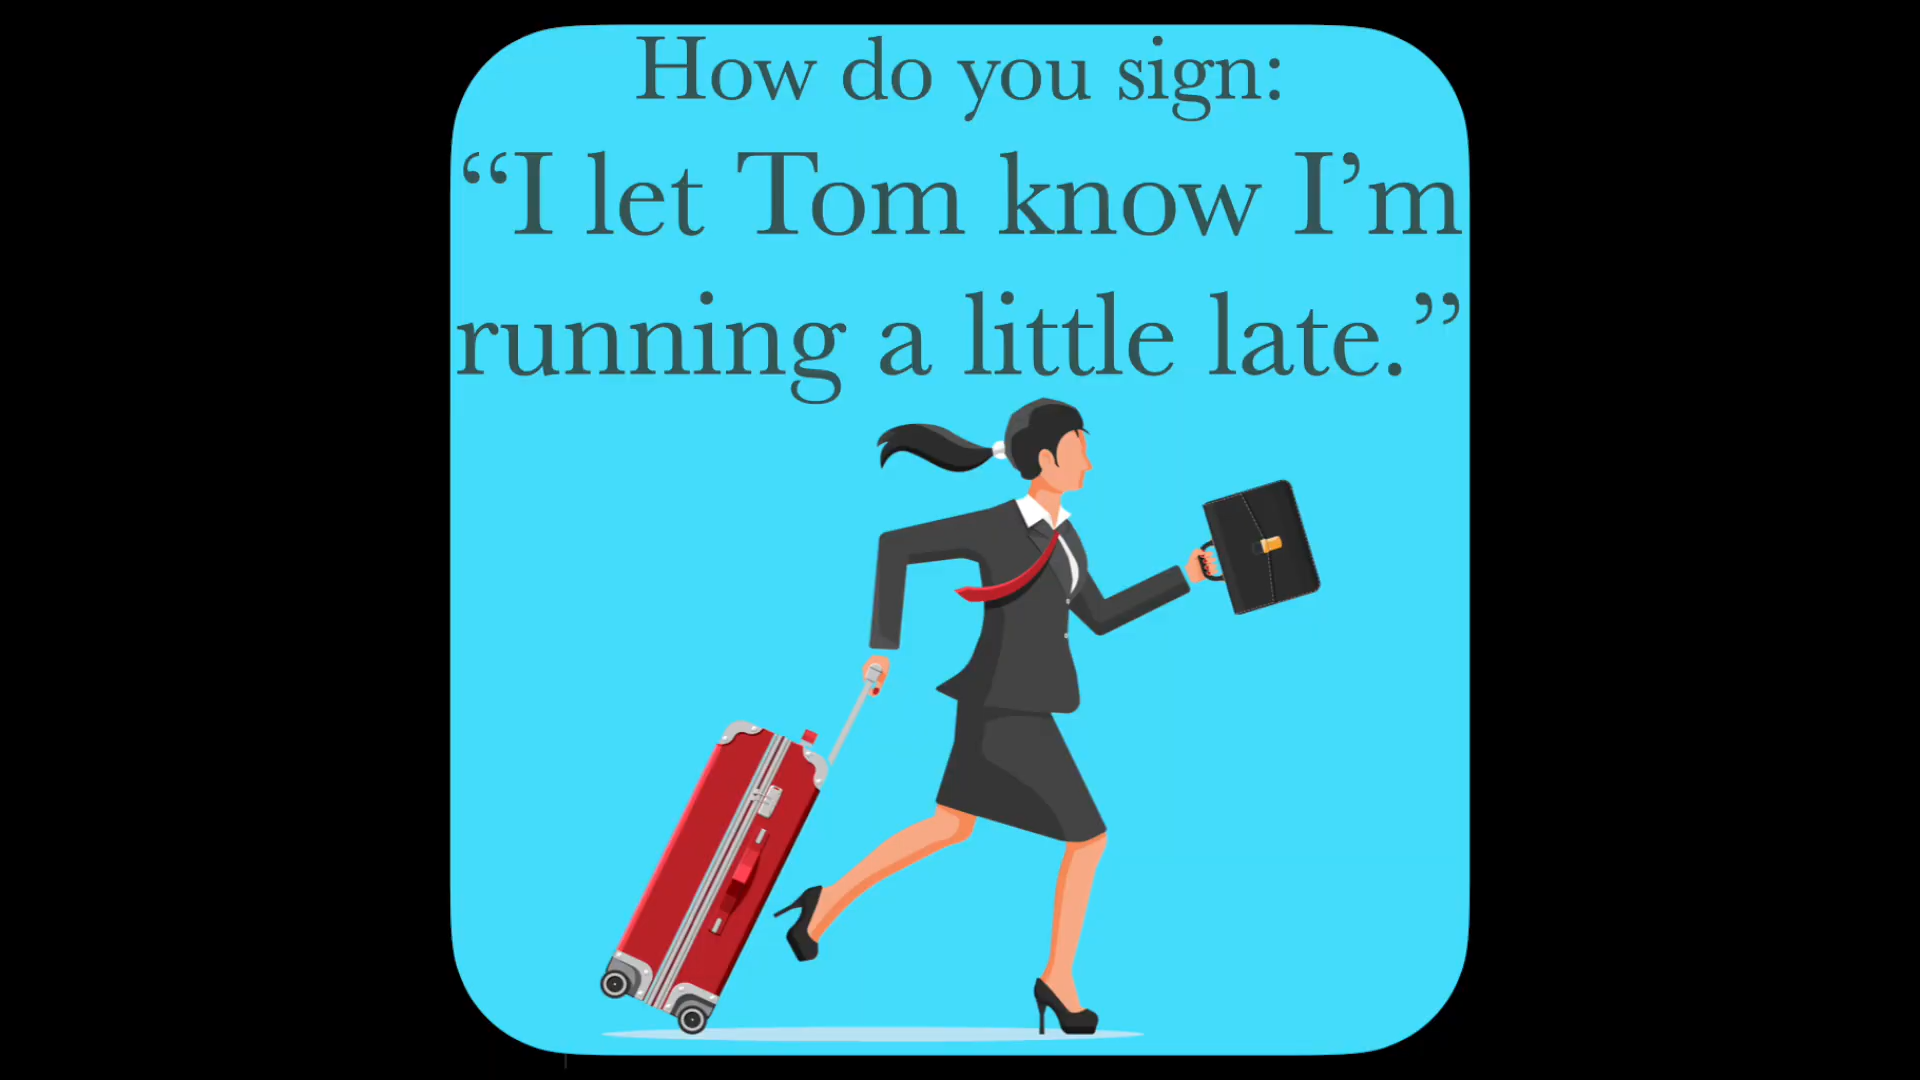 How do you sign:
“I let Tom know I’m
running a little late.”